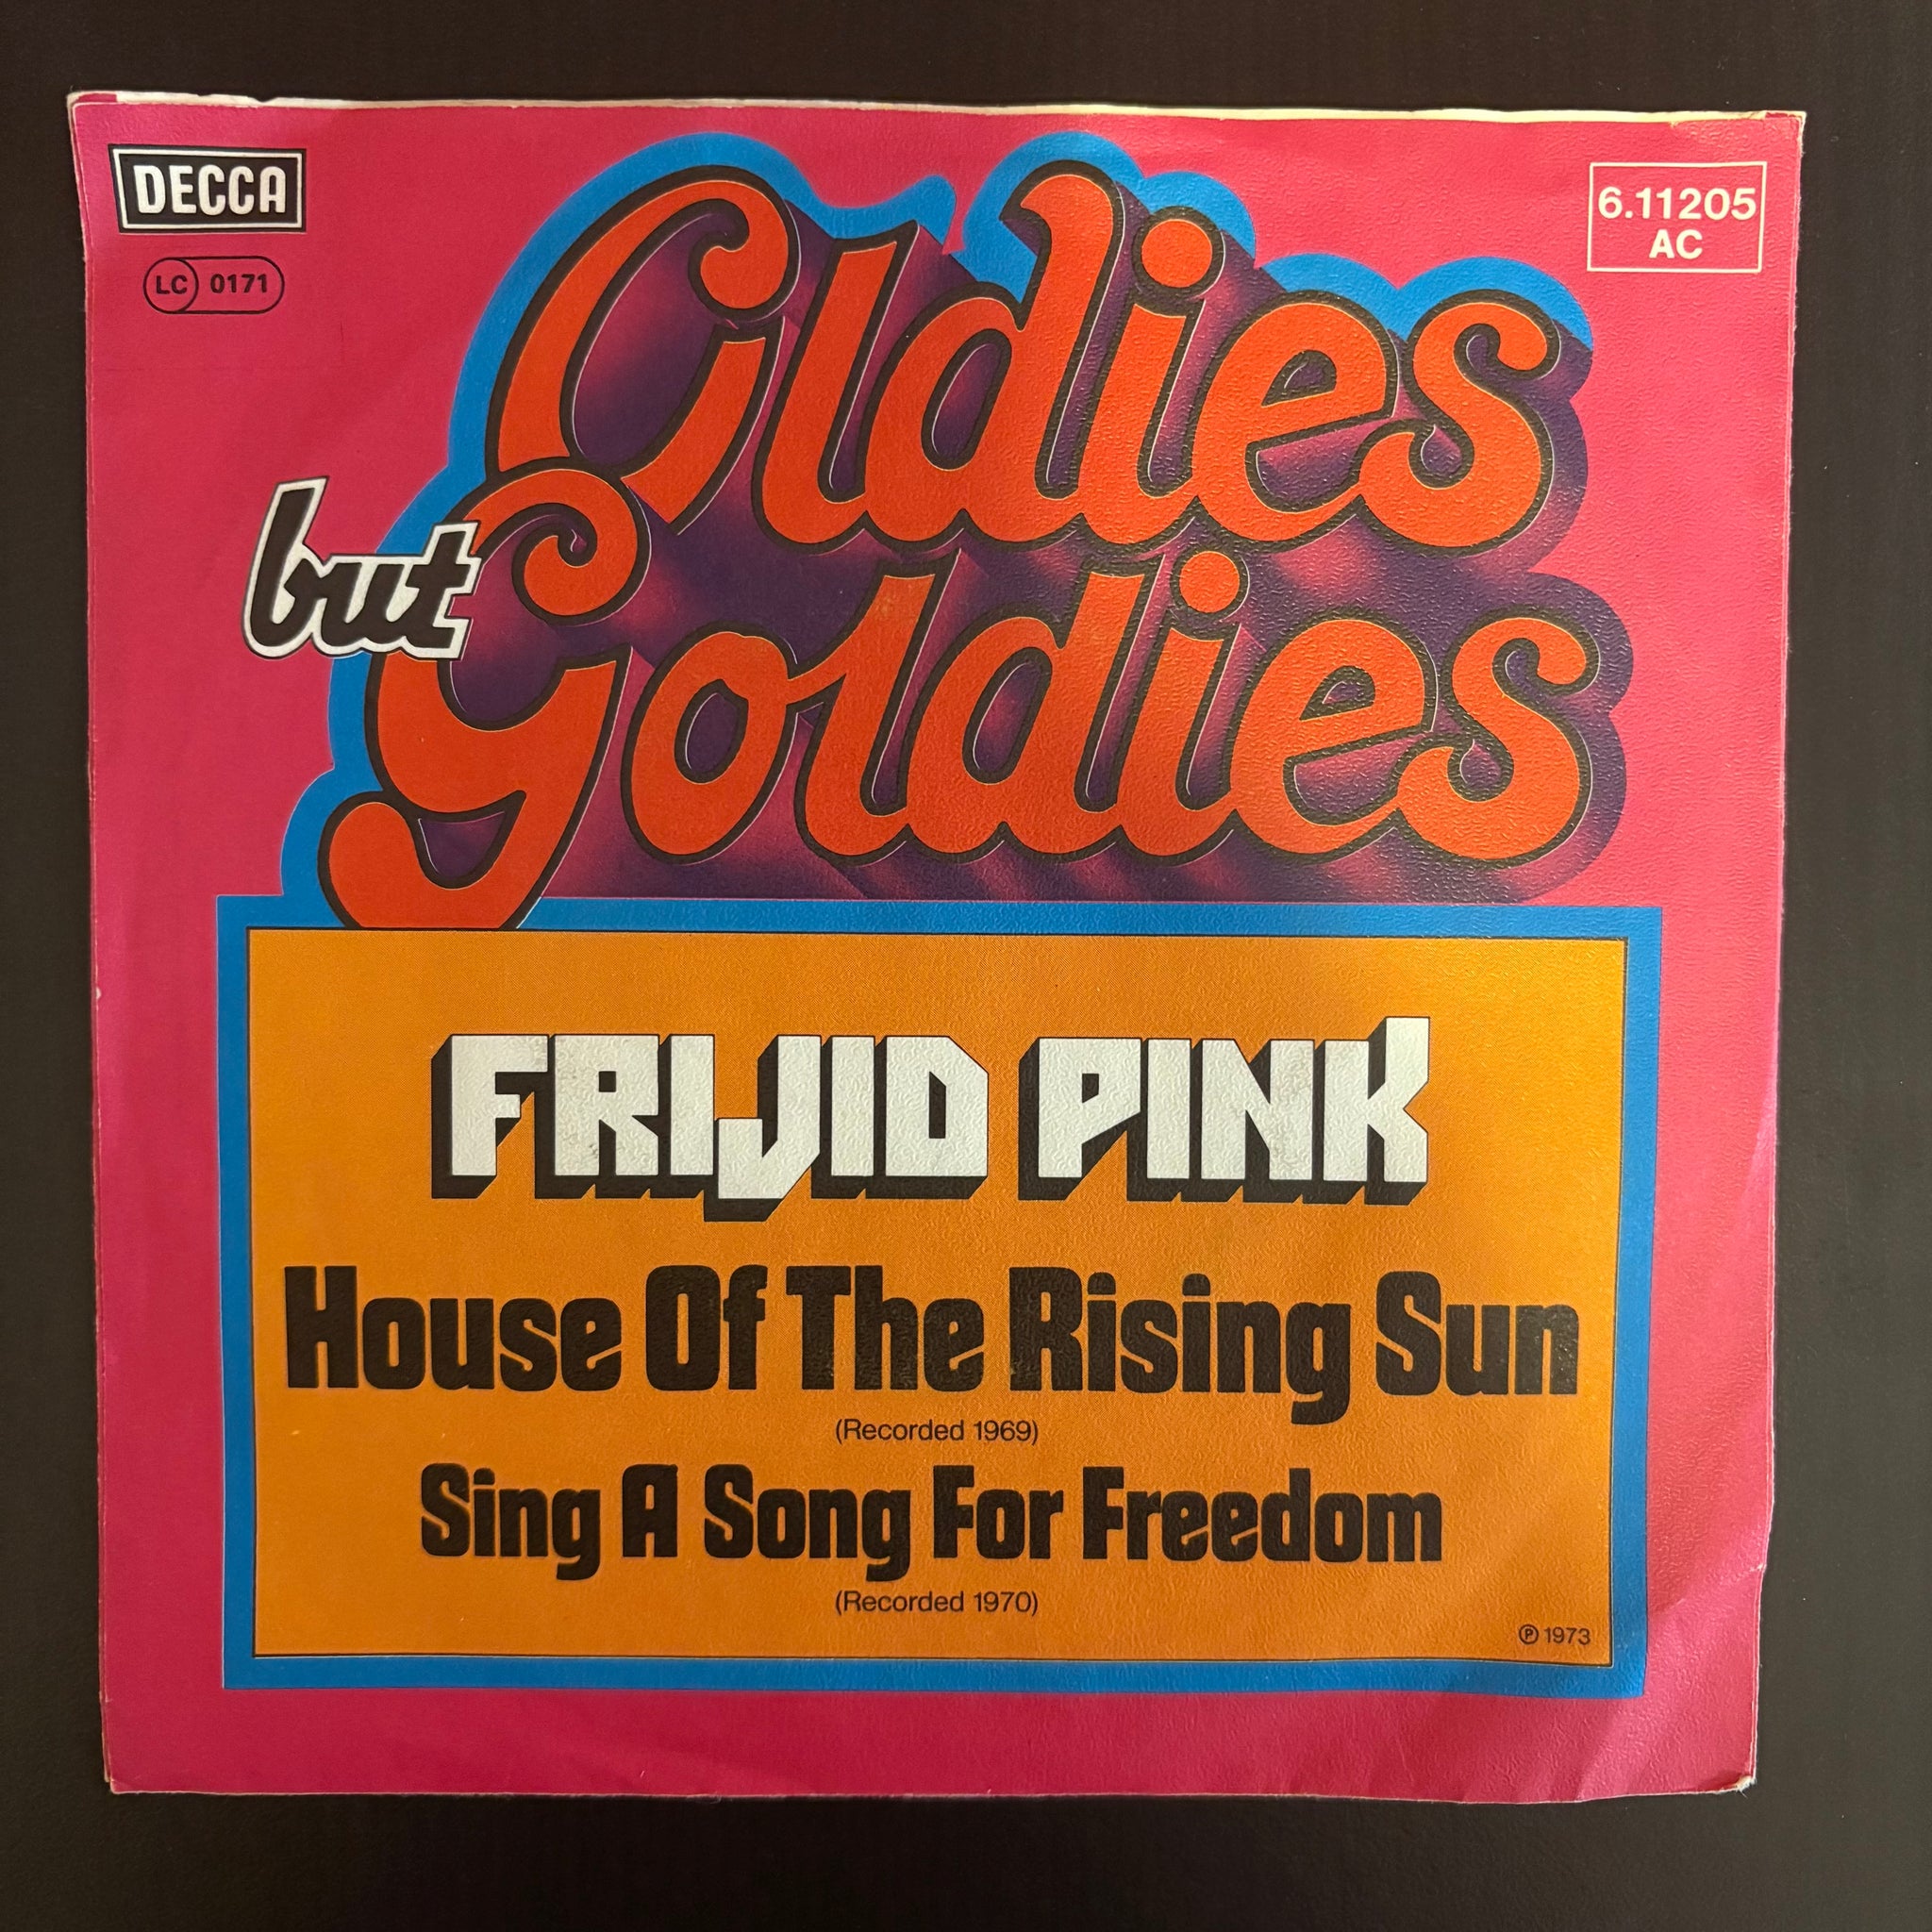 DECCA
LC 0171
6.11205
AC
Oldies
but
Goldies
FRIJID PINK
House Of The Rising Sun
(Recorded 1969)
Sing A Song For Freedom
(Recorded 1970)
℗ 1973